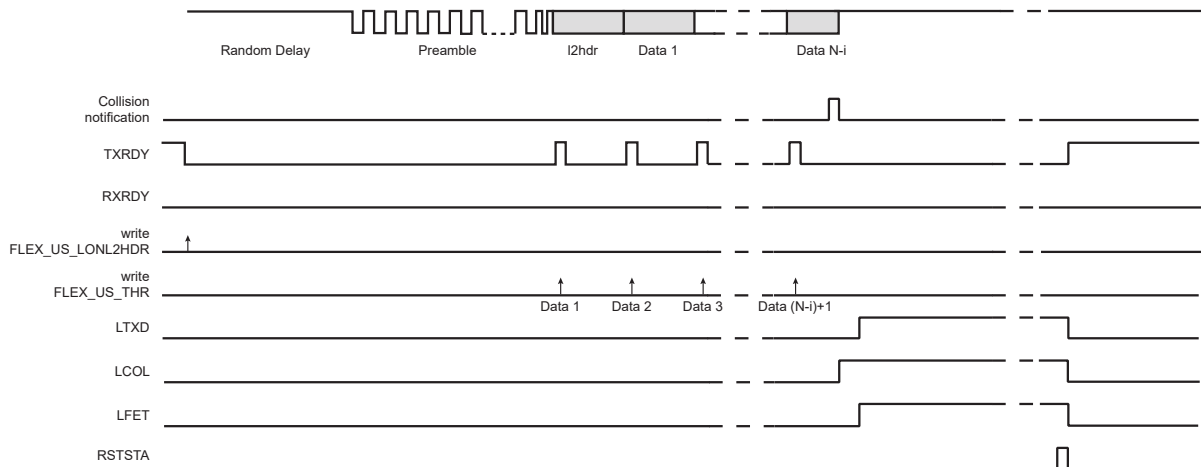 Random Delay Preamble l2hdr Data 1 Data N-i
Collision
notification
TXRDY
RXRDY
write
FLEX_US_LONL2HDR
write
FLEX_US_THR
Data 1 Data 2 Data 3 Data (N-i)+1
LTXD
LCOL
LFET
RSTSTA